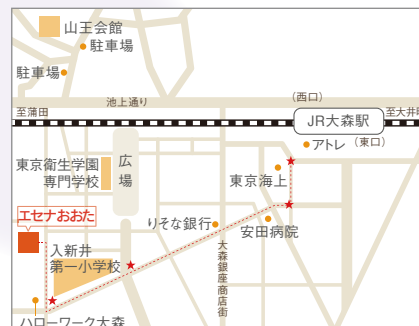 山王会館
駐車場
駐車場
池上通り
(西口)
至蒲田
JR大森駅
至大井町
アトレ
(東口)
東京衛生学園
専門学校
広場
東京海上
エセナおおた
りそな銀行
安田病院
入新井
第一小学校
大森銀座商店街
ハローワーク大森